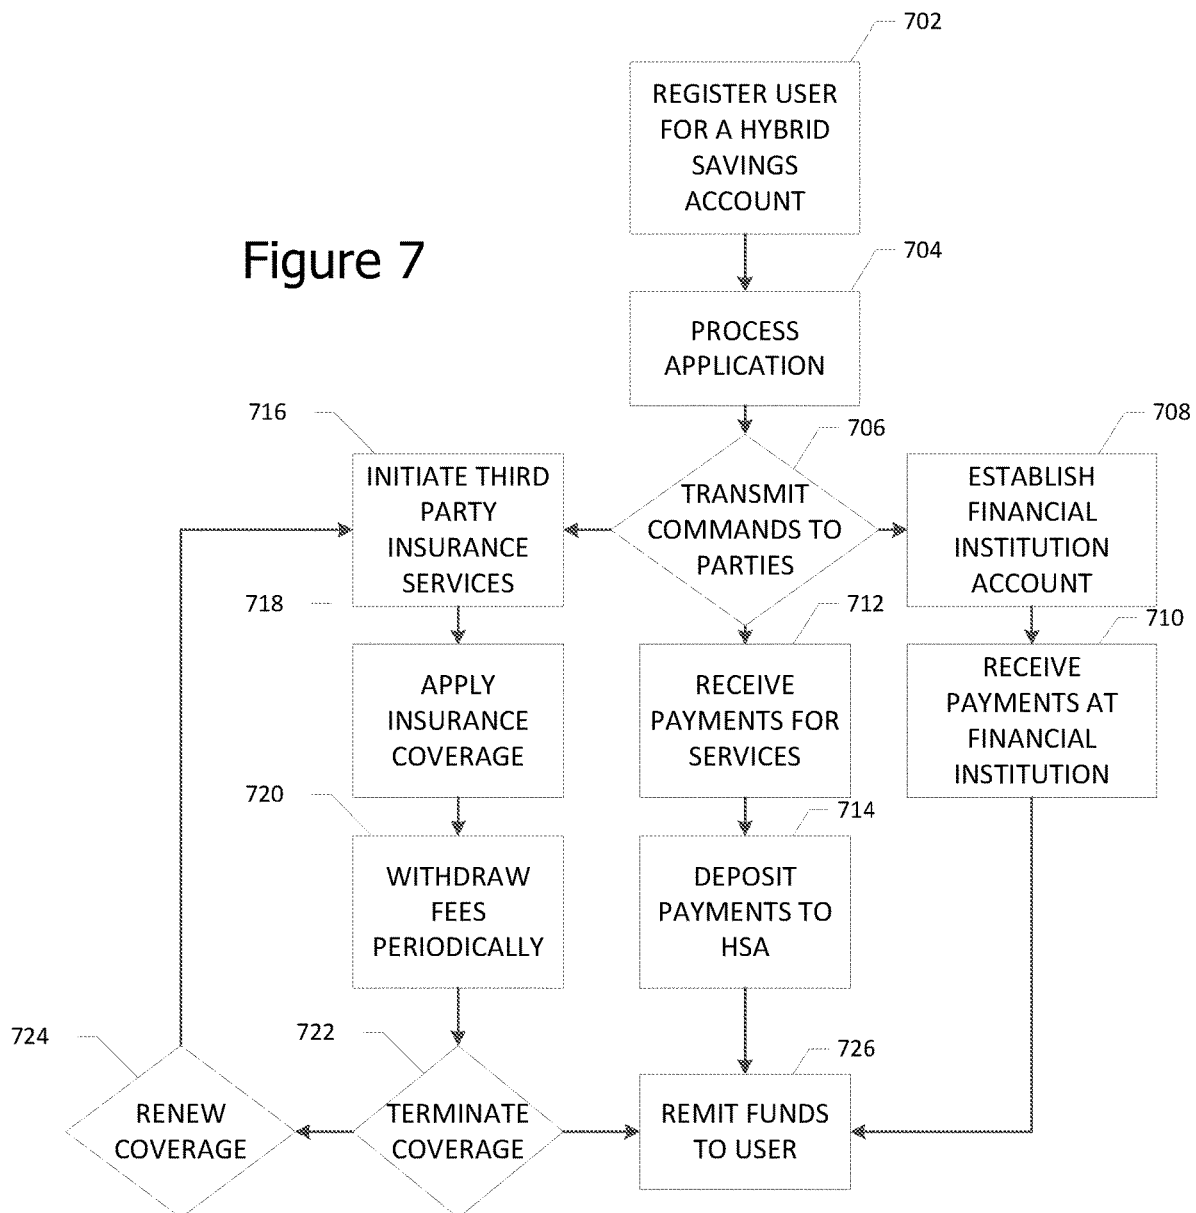 702
REGISTER USER
FOR A HYBRID
SAVINGS
ACCOUNT
Figure 7
704
PROCESS
APPLICATION
716
706
708
INITIATE THIRD
PARTY
INSURANCE
SERVICES
TRANSMIT
COMMANDS TO
PARTIES
ESTABLISH
FINANCIAL
INSTITUTION
ACCOUNT
718
712
710
APPLY
INSURANCE
COVERAGE
RECEIVE
PAYMENTS FOR
SERVICES
RECEIVE
PAYMENTS AT
FINANCIAL
INSTITUTION
720
714
WITHDRAW
FEES
PERIODICALLY
DEPOSIT
PAYMENTS TO
HSA
724
722
726
RENEW
COVERAGE
TERMINATE
COVERAGE
REMIT FUNDS
TO USER